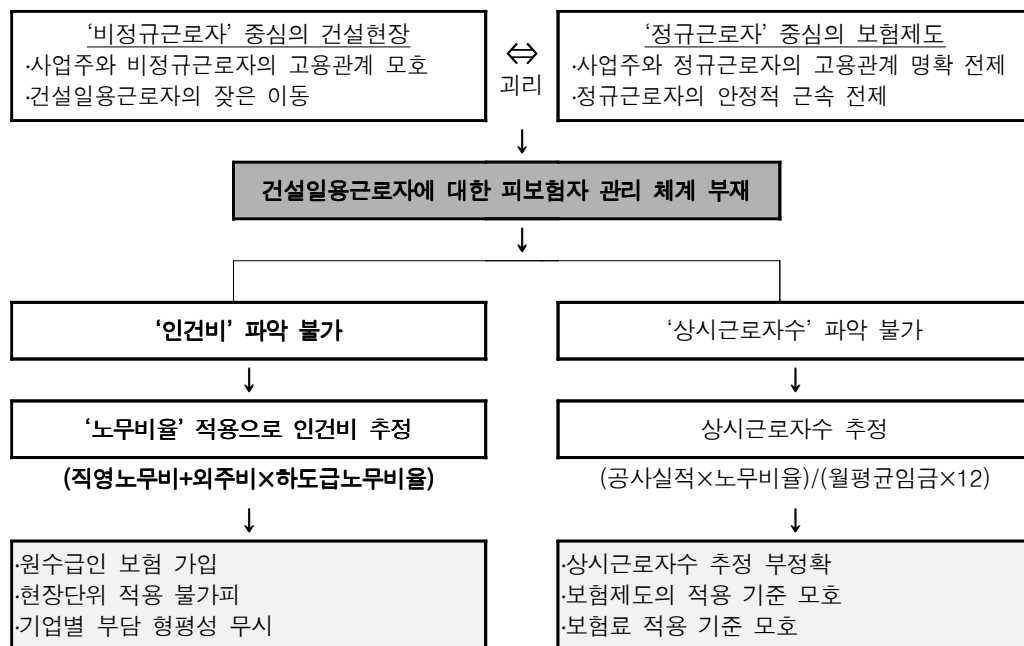 ‘비정규근로자’ 중심의 건설현장
·사업주와 비정규근로자의 고용관계 모호
·건설일용근로자의 잦은 이동
⇔
괴리
‘정규근로자’ 중심의 보험제도
·사업주와 정규근로자의 고용관계 명확 전제
·정규근로자의 안정적 근속 전제
↓
건설일용근로자에 대한 피보험자 관리 체계 부재
↓
‘인건비’ 파악 불가
↓
‘노무비율’ 적용으로 인건비 추정
(직영노무비+외주비×하도급노무비율)
↓
·원수급인 보험 가입
·현장단위 적용 불가피
·기업별 부담 형평성 무시
‘상시근로자수’ 파악 불가
↓
상시근로자수 추정
(공사실적×노무비율)/(월평균임금×12)
↓
·상시근로자수 추정 부정확
·보험제도의 적용 기준 모호
·보험료 적용 기준 모호